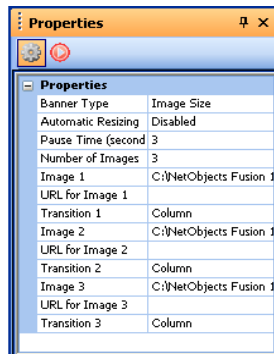 Properties
Properties
Banner Type Image Size
Automatic Resizing Disabled
Pause Time (second 3
Number of Images 3
Image 1 C:\NetObjects Fusion 1
URL for Image 1
Transition 1 Column
Image 2 C:\NetObjects Fusion 1
URL for Image 2
Transition 2 Column
Image 3 C:\NetObjects Fusion 1
URL for Image 3
Transition 3 Column